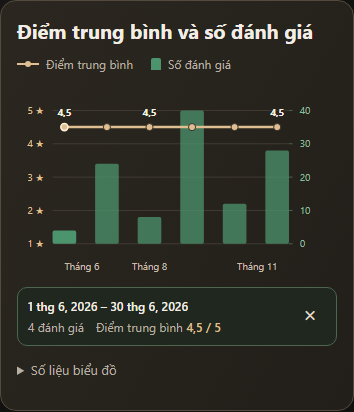 Điểm trung bình và số đánh giá
Điểm trung bình Số đánh giá
4,5 4,5 4,5
5 ★ 40
4 ★ 30
3 ★ 20
2 ★ 10
1 ★ 0
Tháng 6 Tháng 8 Tháng 11
1 thg 6, 2026 – 30 thg 6, 2026
4 đánh giá Điểm trung bình 4,5 / 5
✕
▶ Số liệu biểu đồ